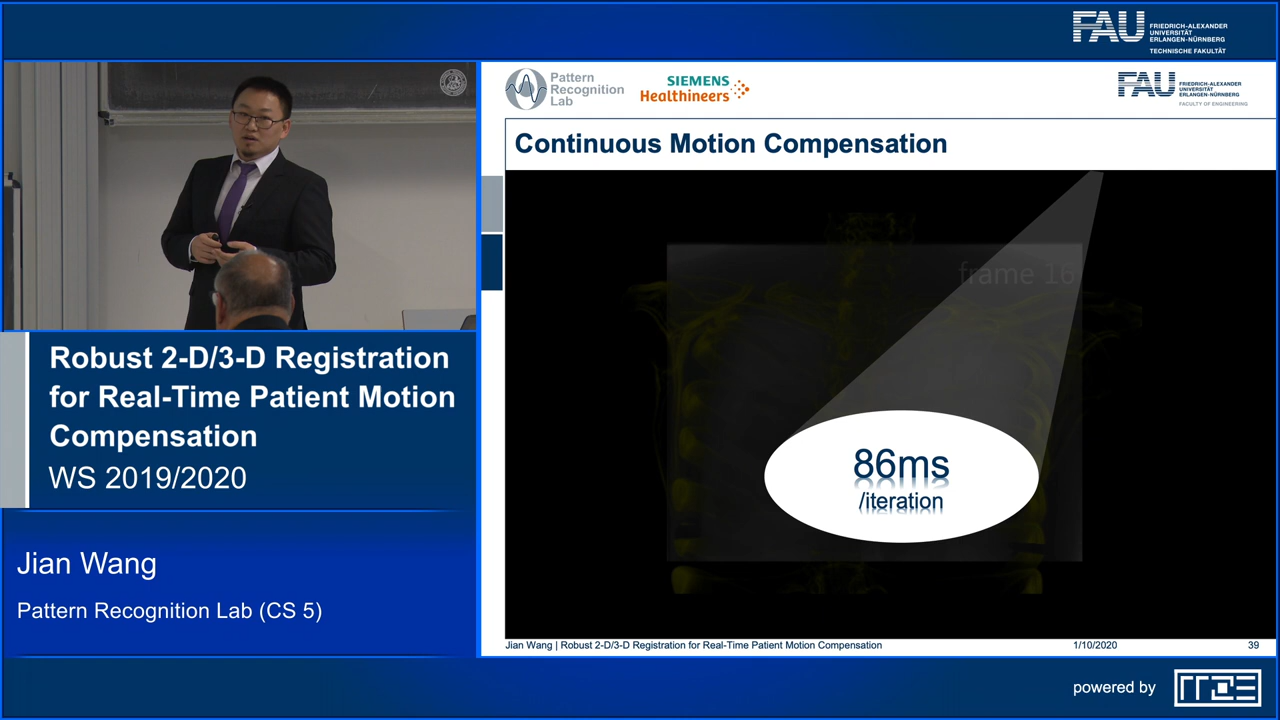 FAU
FRIEDRICH-ALEXANDER
UNIVERSITÄT
ERLANGEN-NÜRNBERG
TECHNISCHE FAKULTÄT
Pattern
Recognition
Lab
SIEMENS
Healthineers
FAU
FRIEDRICH-ALEXANDER
UNIVERSITÄT
ERLANGEN-NÜRNBERG
FACULTY OF ENGINEERING
Continuous Motion Compensation
frame 16
86ms
/iteration
Robust 2-D/3-D Registration
for Real-Time Patient Motion
Compensation
WS 2019/2020
Jian Wang
Pattern Recognition Lab (CS 5)
Jian Wang | Robust 2-D/3-D Registration for Real-Time Patient Motion Compensation
1/10/2020
39
powered by
rrze